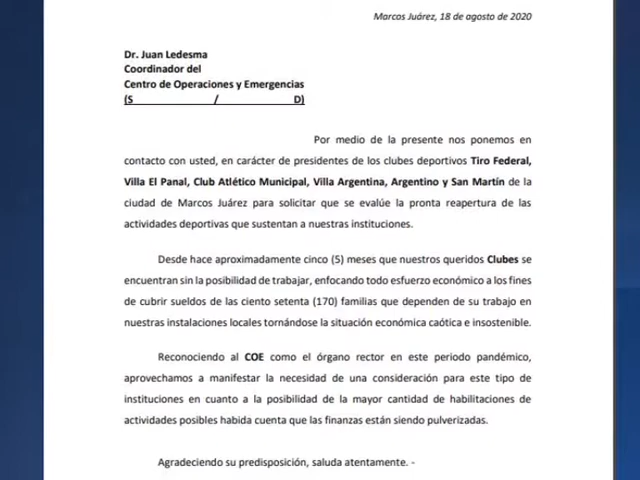 Marcos Juárez, 18 de agosto de 2020
Dr. Juan Ledesma
Coordinador del
Centro de Operaciones y Emergencias
(S / D)
Por medio de la presente nos ponemos en
contacto con usted, en carácter de presidentes de los clubes deportivos Tiro Federal,
Villa El Panal, Club Atlético Municipal, Villa Argentina, Argentino y San Martín de la
ciudad de Marcos Juárez para solicitar que se evalúe la pronta reapertura de las
actividades deportivas que sustentan a nuestras instituciones.
Desde hace aproximadamente cinco (5) meses que nuestros queridos Clubes se
encuentran sin la posibilidad de trabajar, enfocando todo esfuerzo económico a los fines
de cubrir sueldos de las ciento setenta (170) familias que dependen de su trabajo en
nuestras instalaciones locales tornándose la situación económica caótica e insostenible.
Reconociendo al COE como el órgano rector en este periodo pandémico,
aprovechamos a manifestar la necesidad de una consideración para este tipo de
instituciones en cuanto a la posibilidad de la mayor cantidad de habilitaciones de
actividades posibles habida cuenta que las finanzas están siendo pulverizadas.
Agradeciendo su predisposición, saluda atentamente. -